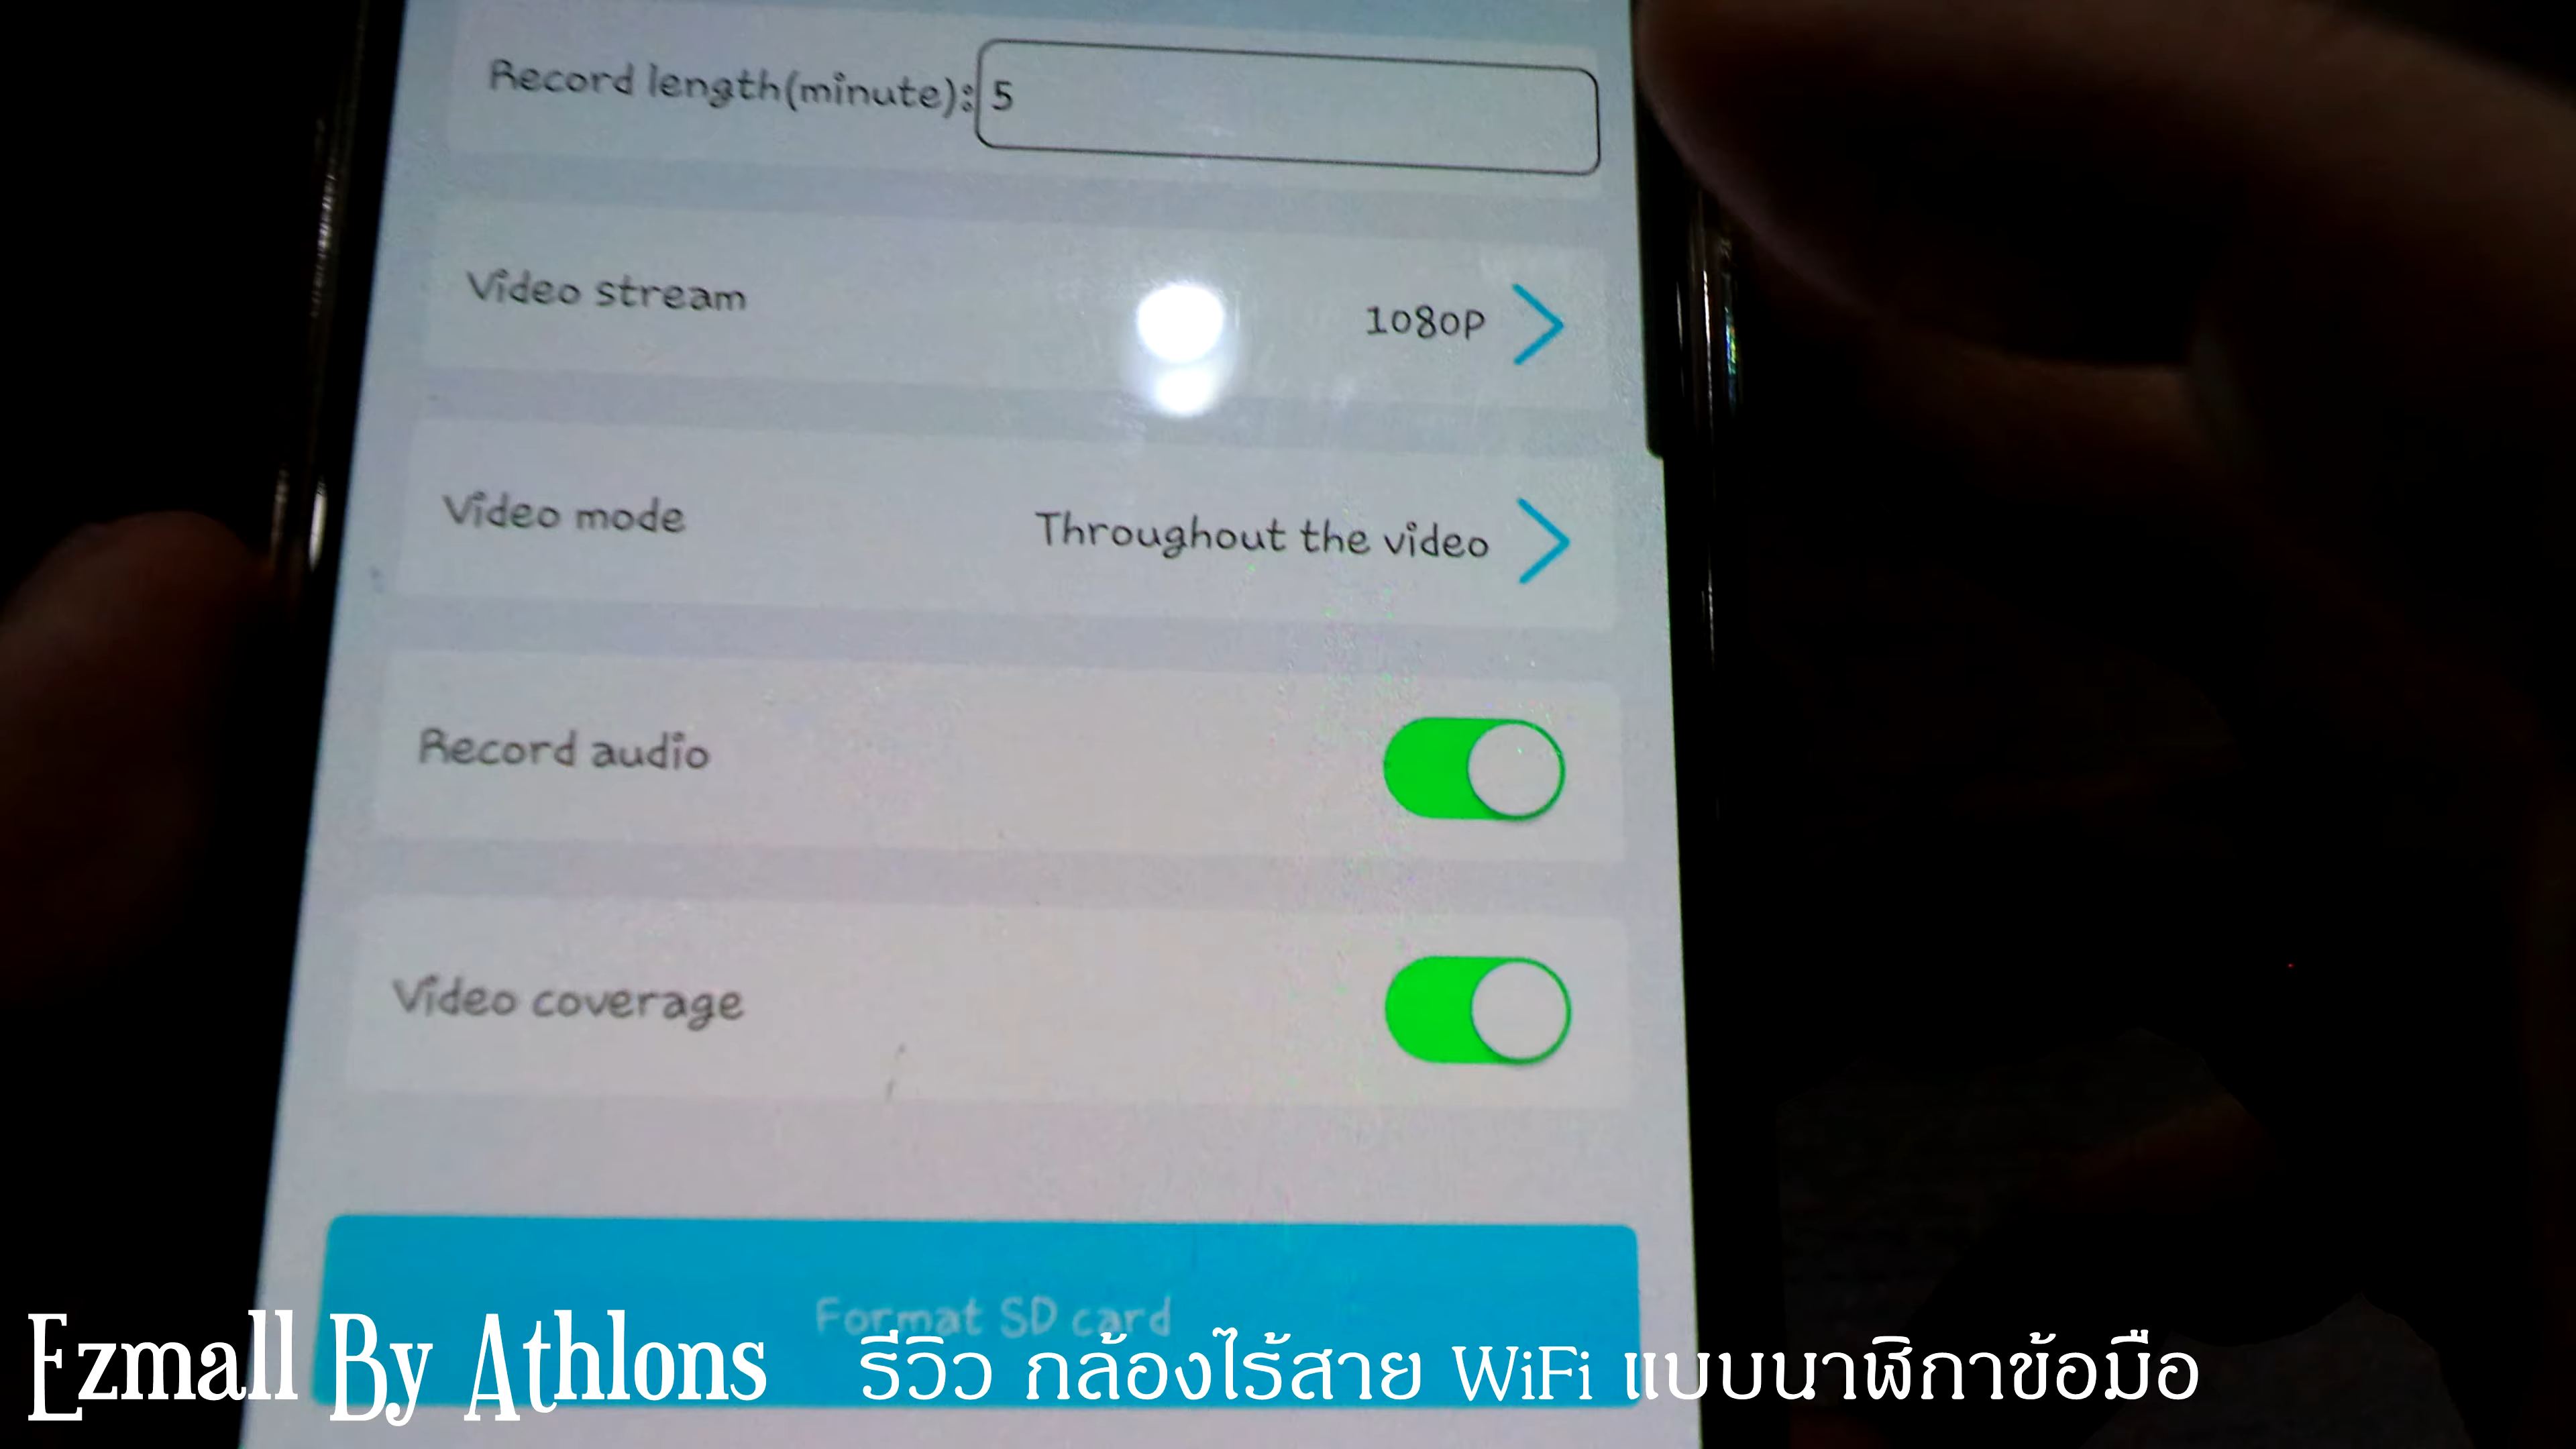 Record length(minute): 5
Video stream 1080P
Video mode Throughout the video
Record audio
Video coverage
Format SD card
Ezmall By Athlons รีวิว กล้องไร้สาย WiFi แบบนาฬิกาข้อมือ